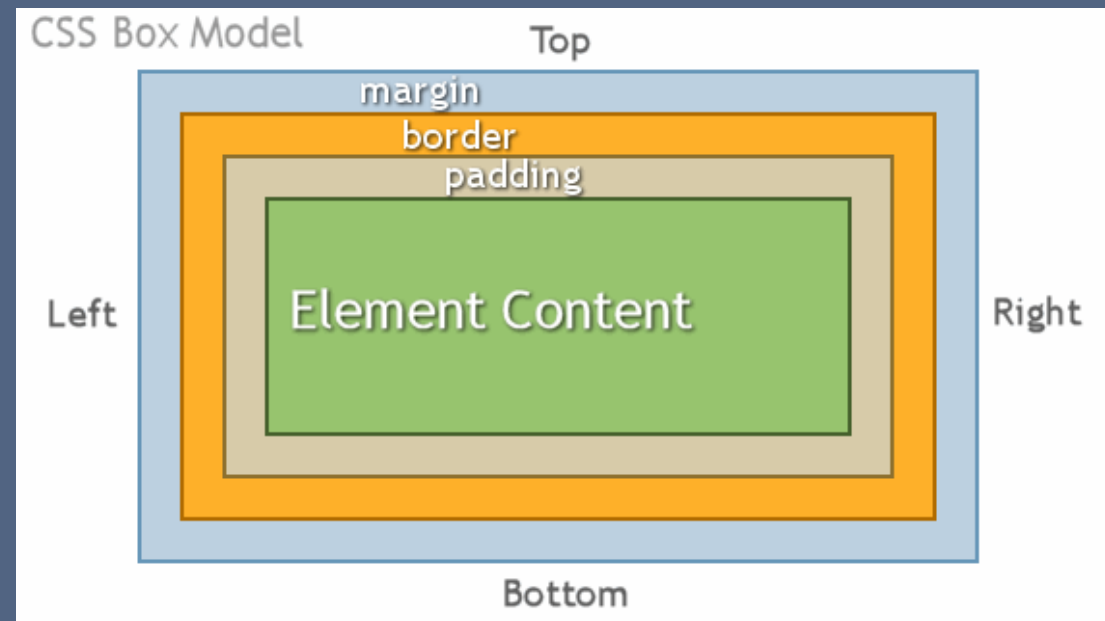 CSS Box Model
Top
margin
border
padding
Left
Element Content
Right
Bottom